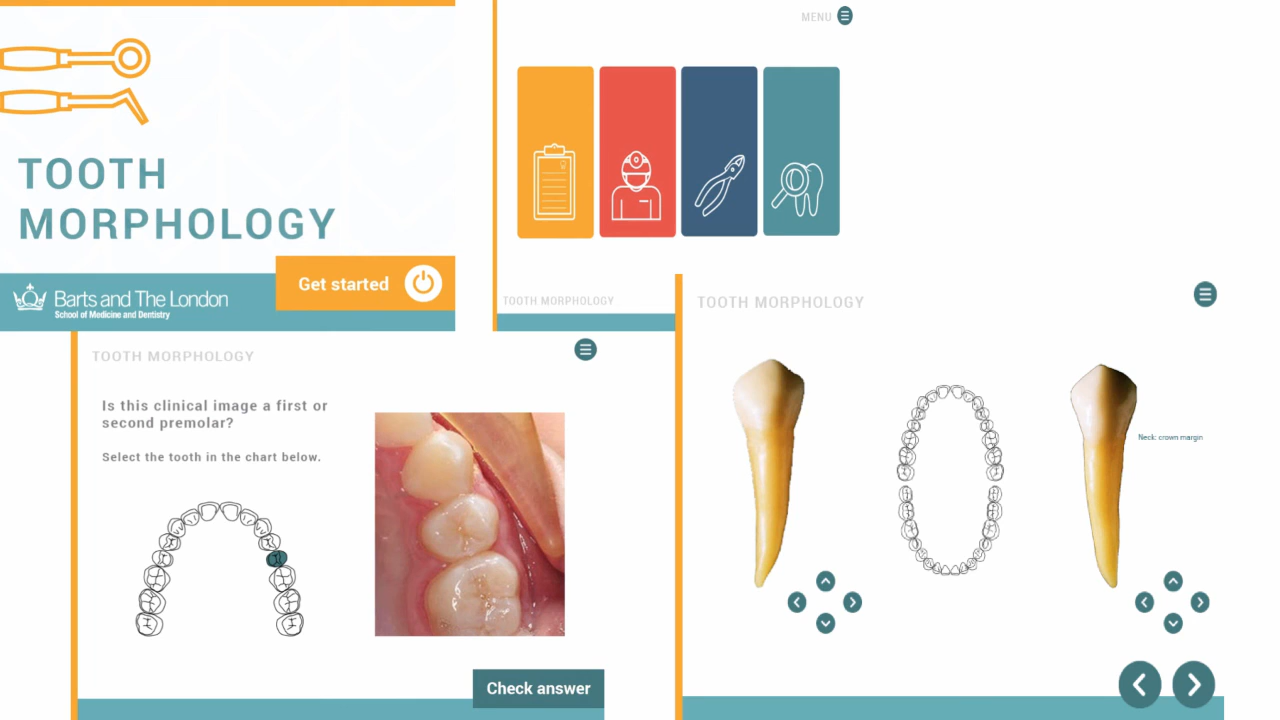 TOOTH
MORPHOLOGY
Get started
Barts and The London
School of Medicine and Dentistry
MENU
TOOTH MORPHOLOGY
TOOTH MORPHOLOGY
Is this clinical image a first or
second premolar?
Select the tooth in the chart below.
Check answer
TOOTH MORPHOLOGY
Neck: crown margin